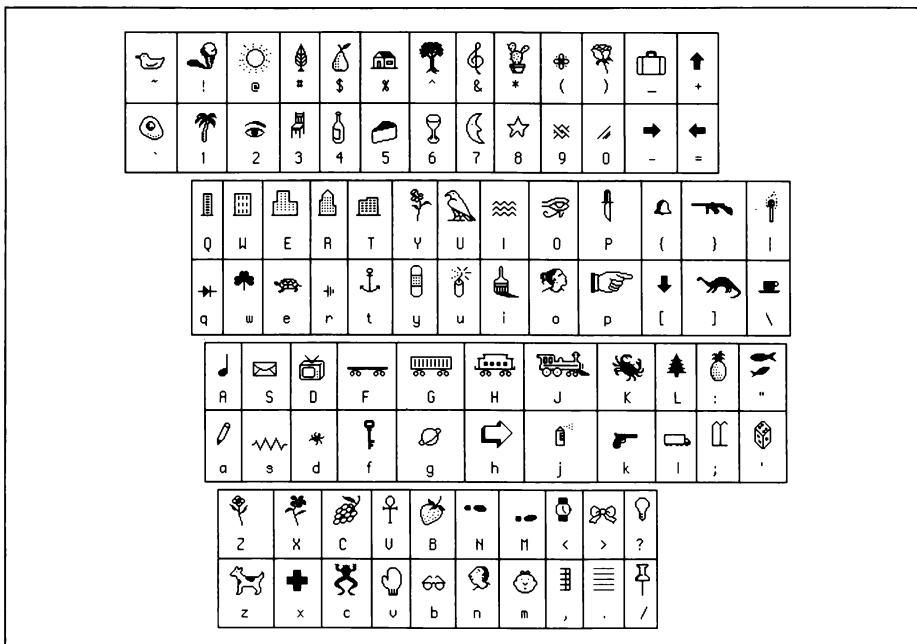 ~ ! @ # $ % ^ & * ( ) _ +
` 1 2 3 4 5 6 7 8 9 0 - =
Q W E R T Y U I O P { } |
q w e r t y u i o p [ ] \
A S D F G H J K L : "
a s d f g h j k l ; '
Z X C V B N M < > ?
z x c v b n m , . /